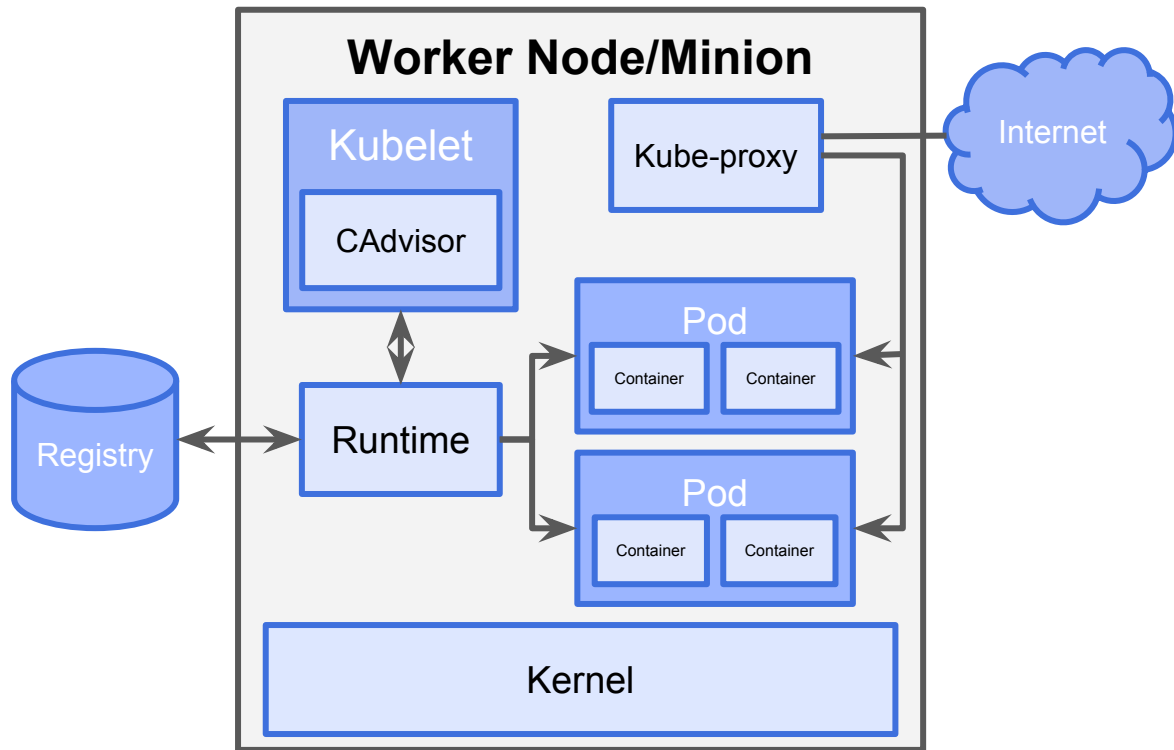 Worker Node/Minion
Kubelet
CAdvisor
Kube-proxy
Internet
Pod
Container
Container
Registry
Runtime
Pod
Container
Container
Kernel